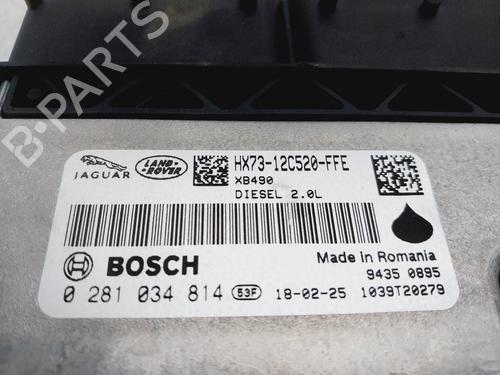 B-PARTS
JAGUAR
LAND-ROVER
HX73-12C520-FFE
XB490
DIESEL 2.0L
BOSCH
Made in Romania
9435 0895
0 281 034 814 53F 18-02-25 1039T20279